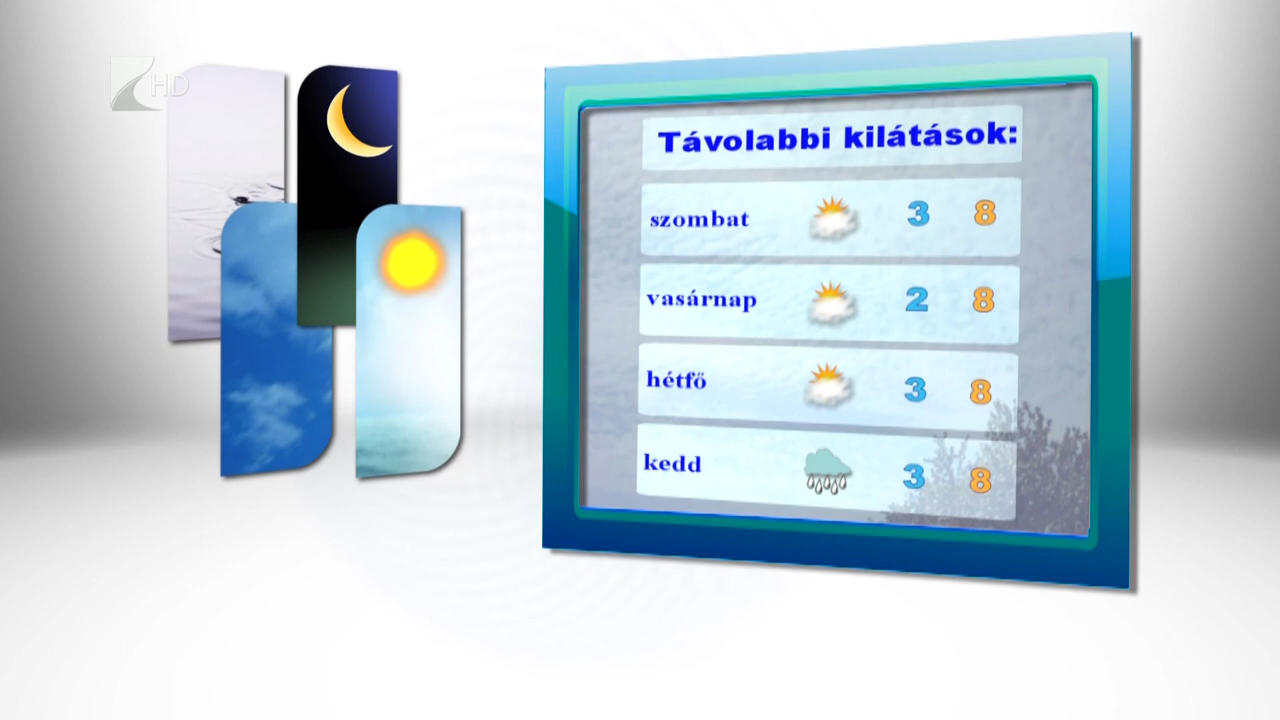 HD
Távolabbi kilátások:
szombat 3 8
vasárnap 2 8
hétfő 3 8
kedd 3 8